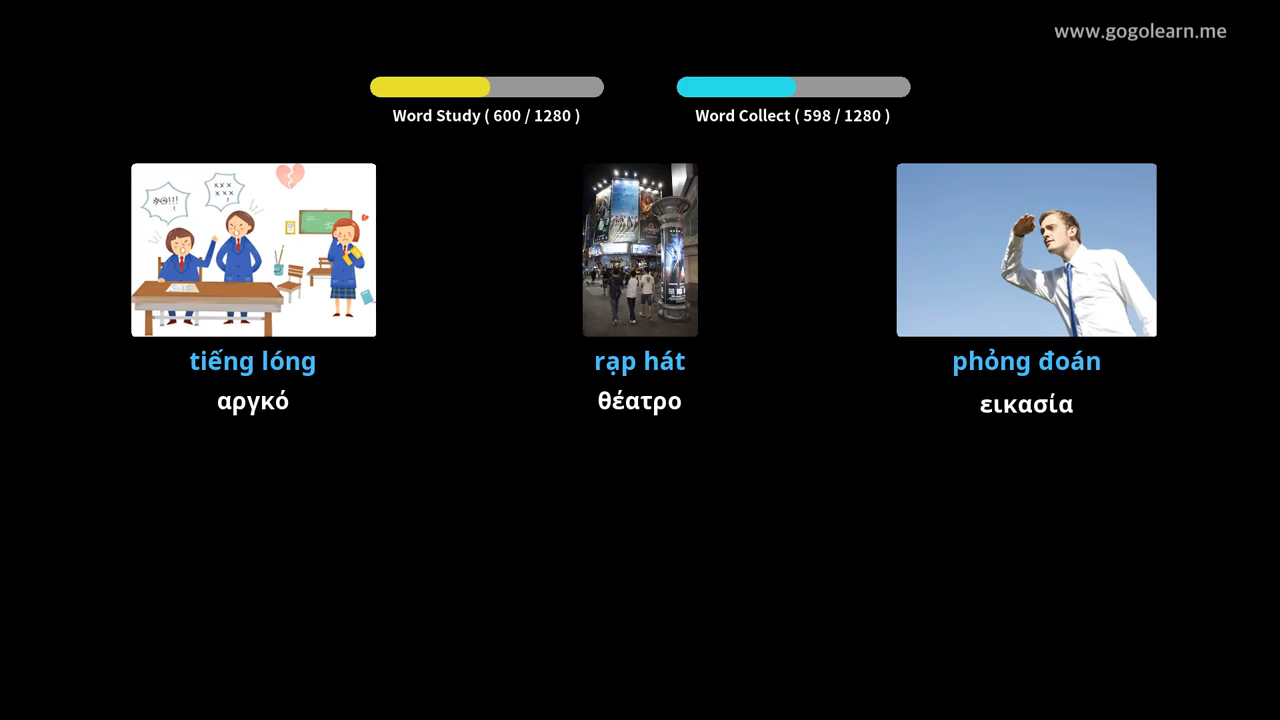 www.gogolearn.me
Word Study ( 600 / 1280 )
Word Collect ( 598 / 1280 )
tiếng lóng
αργκό
rạp hát
θέατρο
phỏng đoán
εικασία